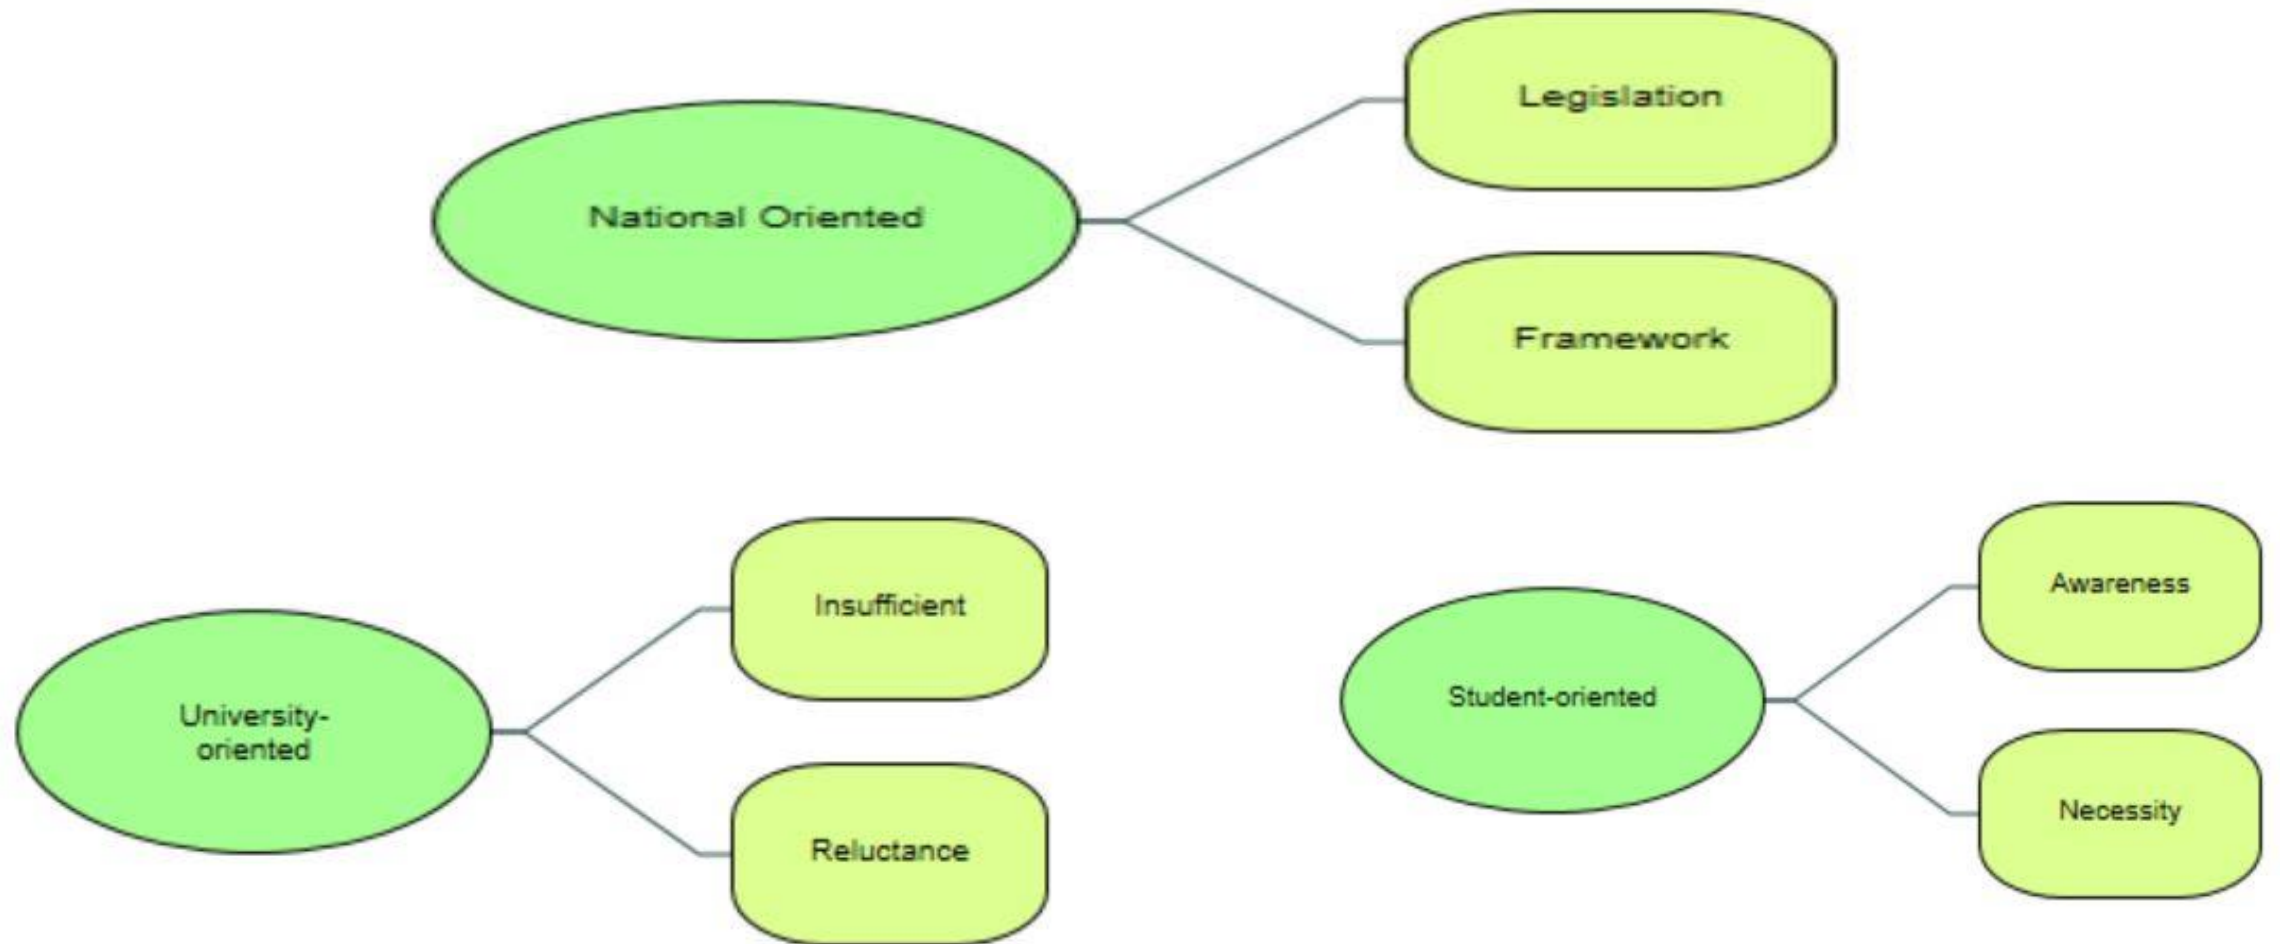 Legislation
National Oriented
Framework
Insufficient
University-
oriented
Reluctance
Awareness
Student-oriented
Necessity